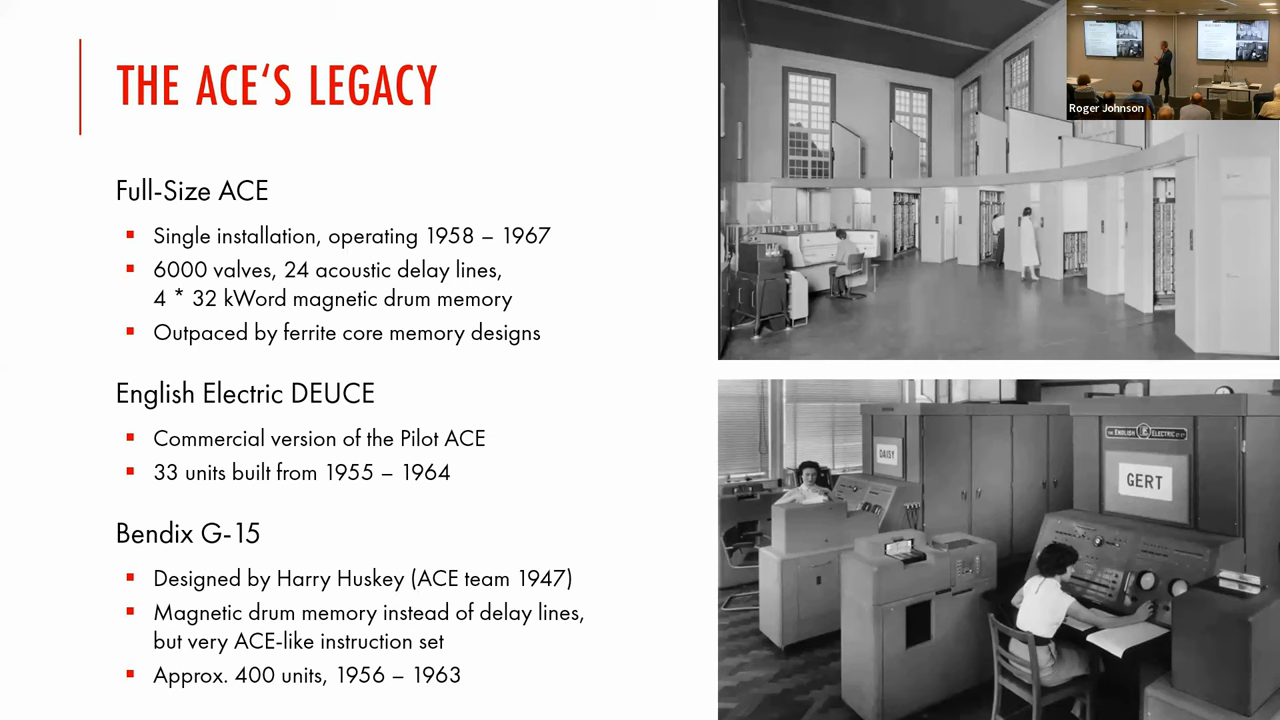 THE ACE'S LEGACY
Full-Size ACE
Single installation, operating 1958 – 1967
6000 valves, 24 acoustic delay lines,
4 * 32 kWord magnetic drum memory
Outpaced by ferrite core memory designs
English Electric DEUCE
Commercial version of the Pilot ACE
33 units built from 1955 – 1964
Bendix G-15
Designed by Harry Huskey (ACE team 1947)
Magnetic drum memory instead of delay lines,
but very ACE-like instruction set
Approx. 400 units, 1956 – 1963
Roger Johnson
THE ENGLISH ELECTRIC
DAISY
GERT